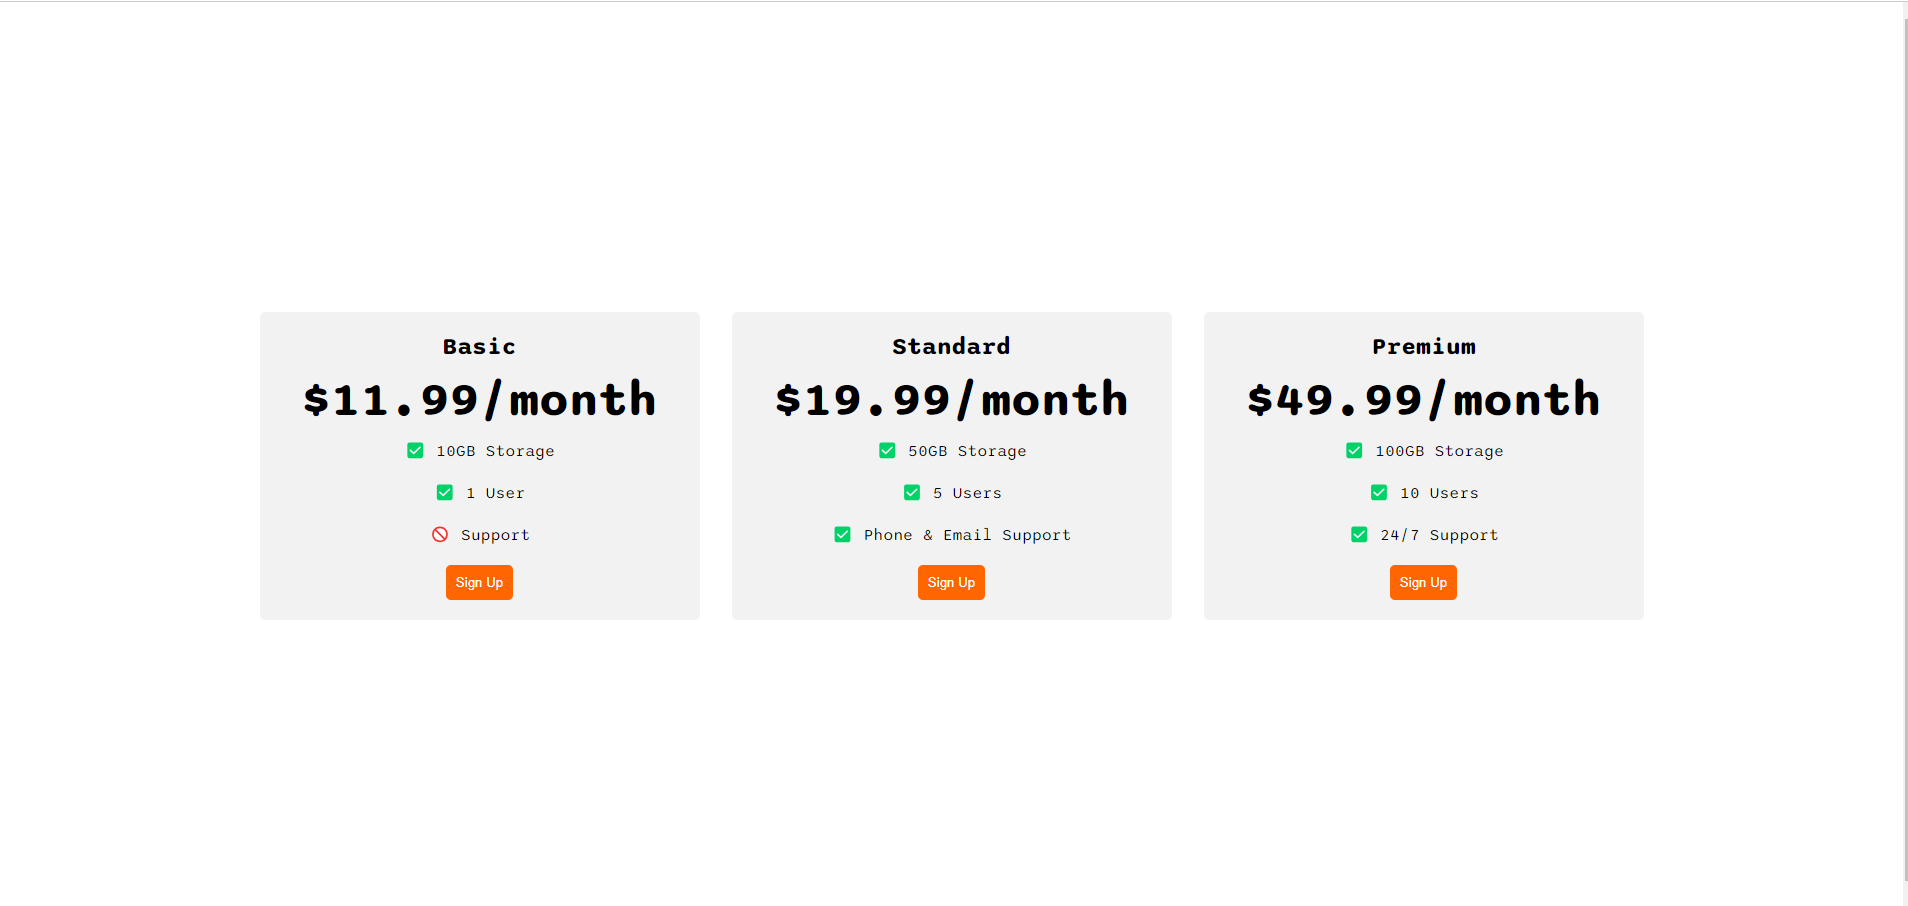 Basic
$11.99/month
10GB Storage
1 User
Support
Sign Up
Standard
$19.99/month
50GB Storage
5 Users
Phone & Email Support
Sign Up
Premium
$49.99/month
100GB Storage
10 Users
24/7 Support
Sign Up